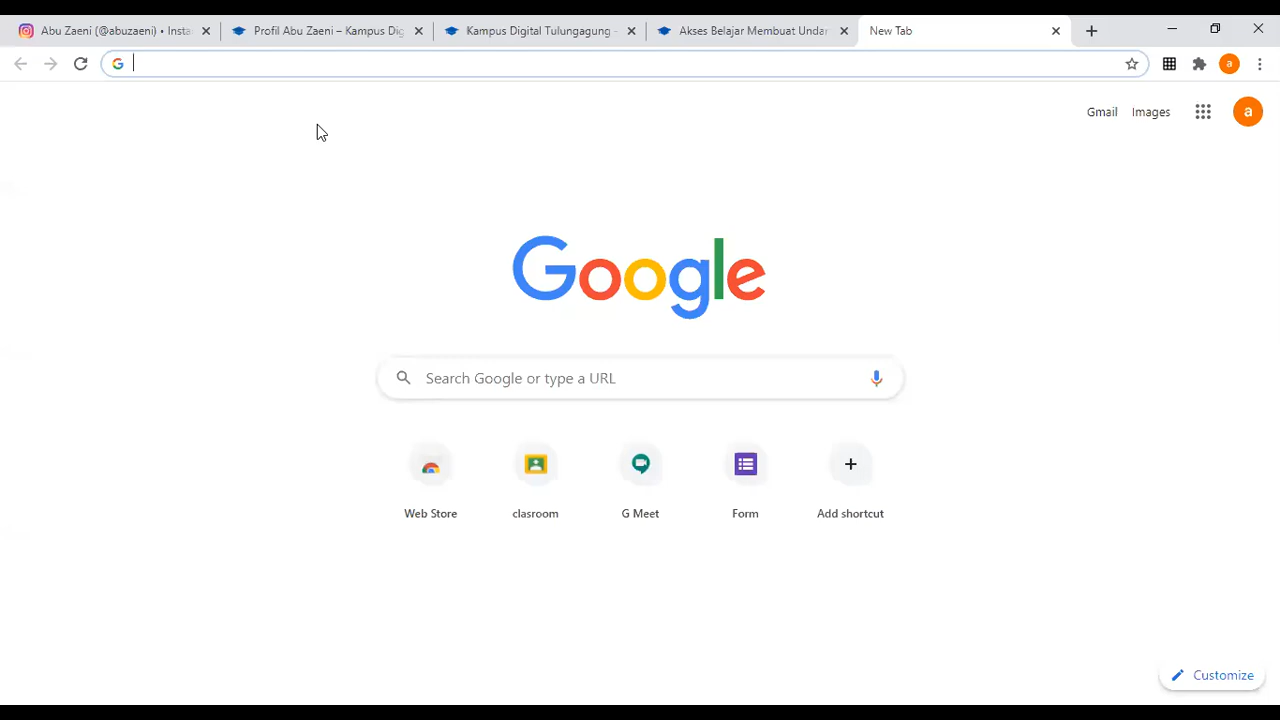 Abu Zaeni (@abuzaeni) • Insta
Profil Abu Zaeni – Kampus Dig
Kampus Digital Tulungagung -
Akses Belajar Membuat Undan
New Tab
a
Gmail
Images
a
Google
Search Google or type a URL
Web Store
clasroom
G Meet
Form
Add shortcut
Customize